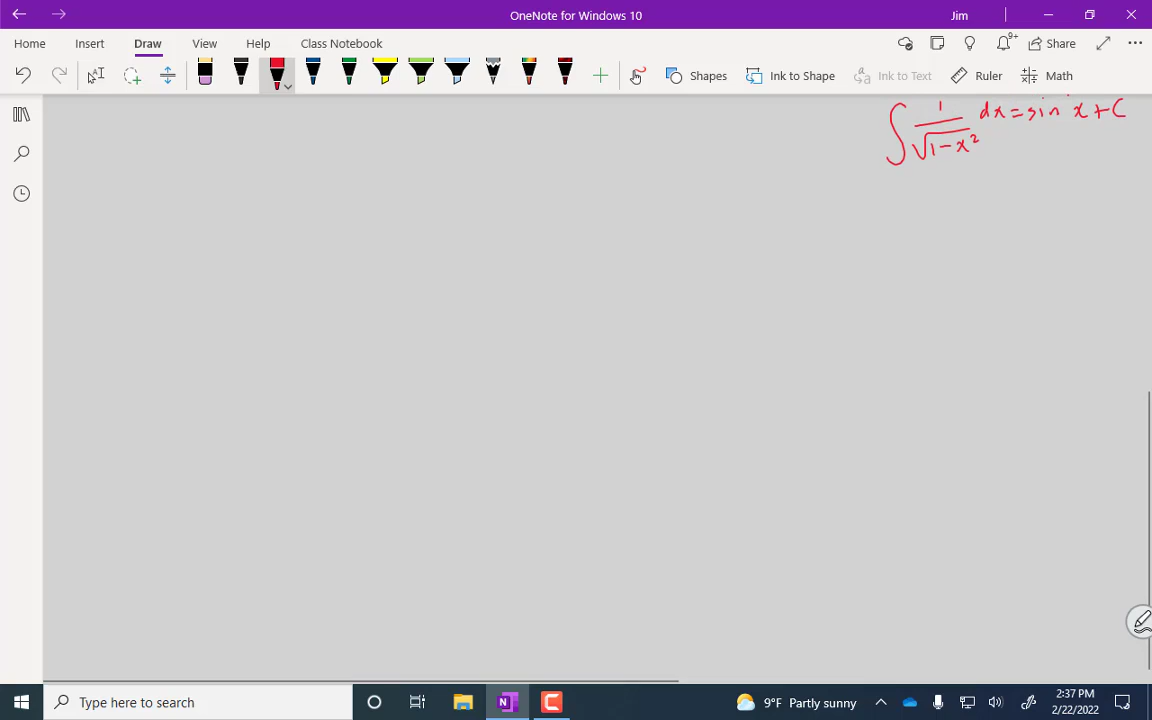 OneNote for Windows 10
Jim
Home Insert Draw View Help Class Notebook
9+
Share
Shapes Ink to Shape Ink to Text Ruler Math
∫ 1/√(1-x²) dx = sin x + C
Type here to search
9°F Partly sunny
2:37 PM
2/22/2022